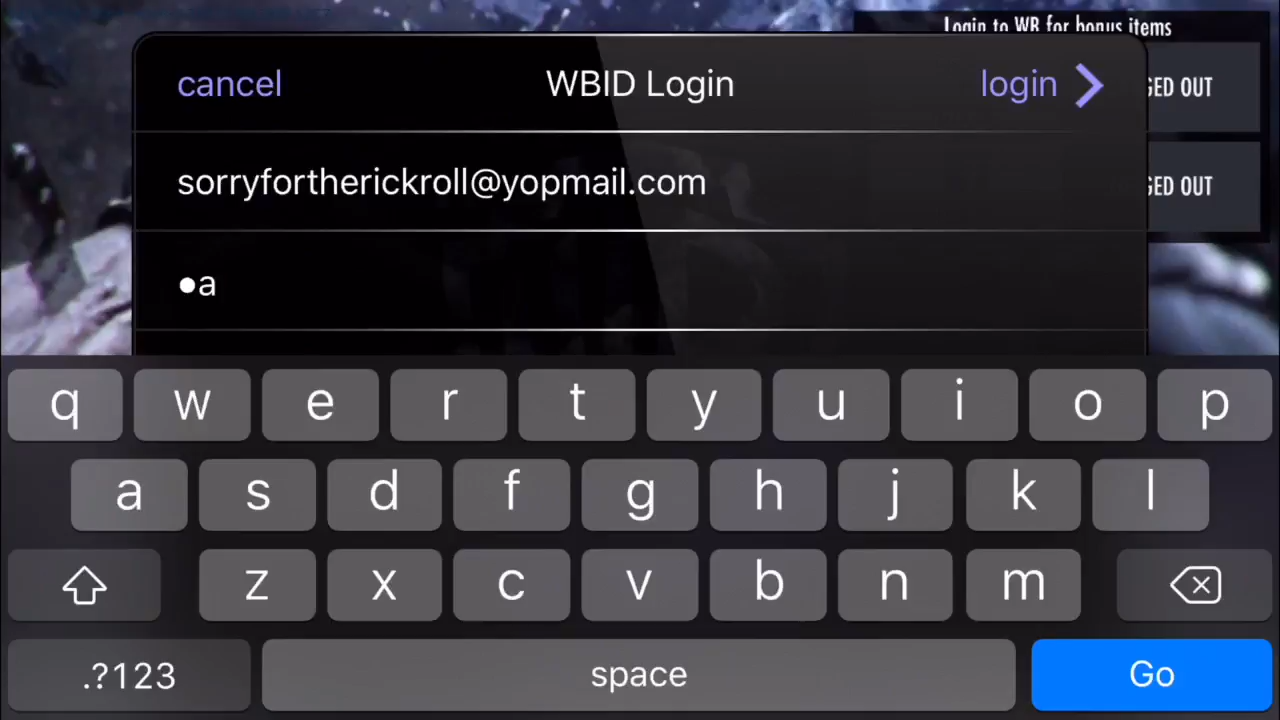 Login to WB for bonus items
cancel WBID Login login
GED OUT
sorryfortherickroll@yopmail.com
GED OUT
●a
q w e r t y u i o p
a s d f g h j k l
z x c v b n m
.?123 space Go